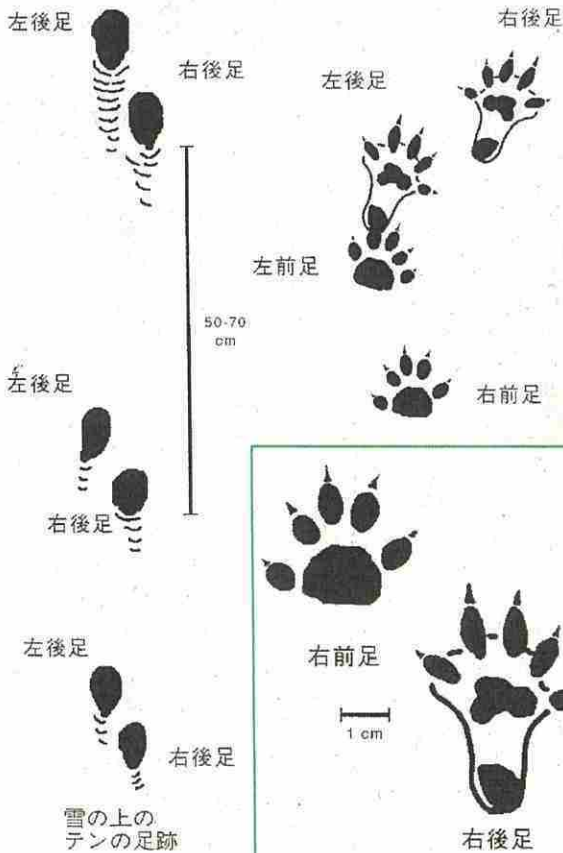 左後足
右後足
左後足
右後足
左前足
50-70
cm
左後足
右前足
右後足
右前足
1 cm
左後足
右後足
雪の上の
テンの足跡
右後足